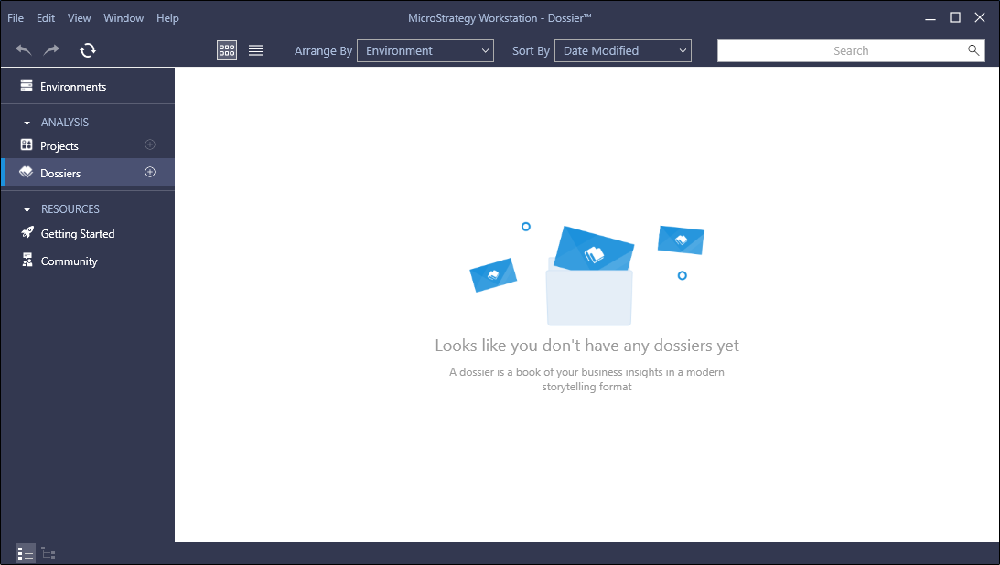 File Edit View Window Help MicroStrategy Workstation - Dossier™
Arrange By Environment Sort By Date Modified Search
Environments
ANALYSIS
Projects
Dossiers
RESOURCES
Getting Started
Community
Looks like you don't have any dossiers yet
A dossier is a book of your business insights in a modern
storytelling format